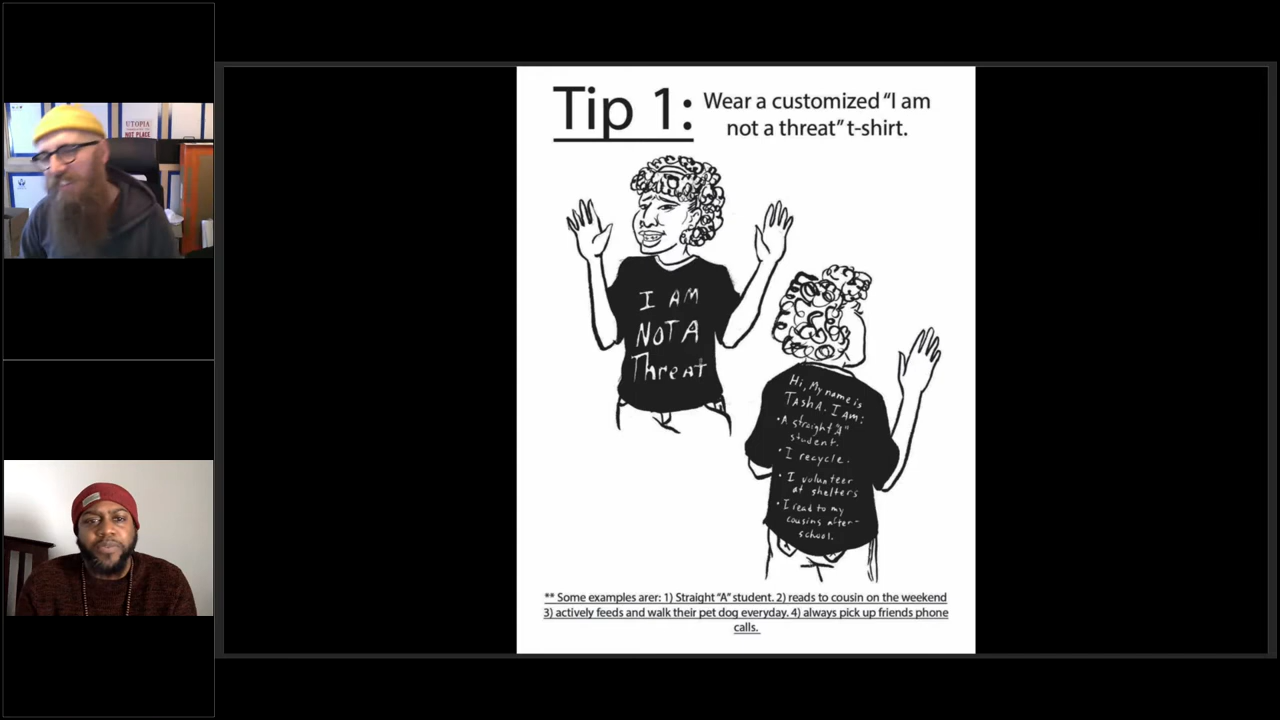 Tip 1:
Wear a customized “I am
not a threat” t-shirt.
I AM
NOT A
Threat
Hi, My name is
TASHA. I AM:
• A straight "A"
student.
• I recycle.
• I volunteer
at shelters
• I read to my
cousins after-
school.
** Some examples arer: 1) Straight “A” student. 2) reads to cousin on the weekend
3) actively feeds and walk their pet dog everyday. 4) always pick up friends phone
calls.
UTOPIA
NOT PLACE